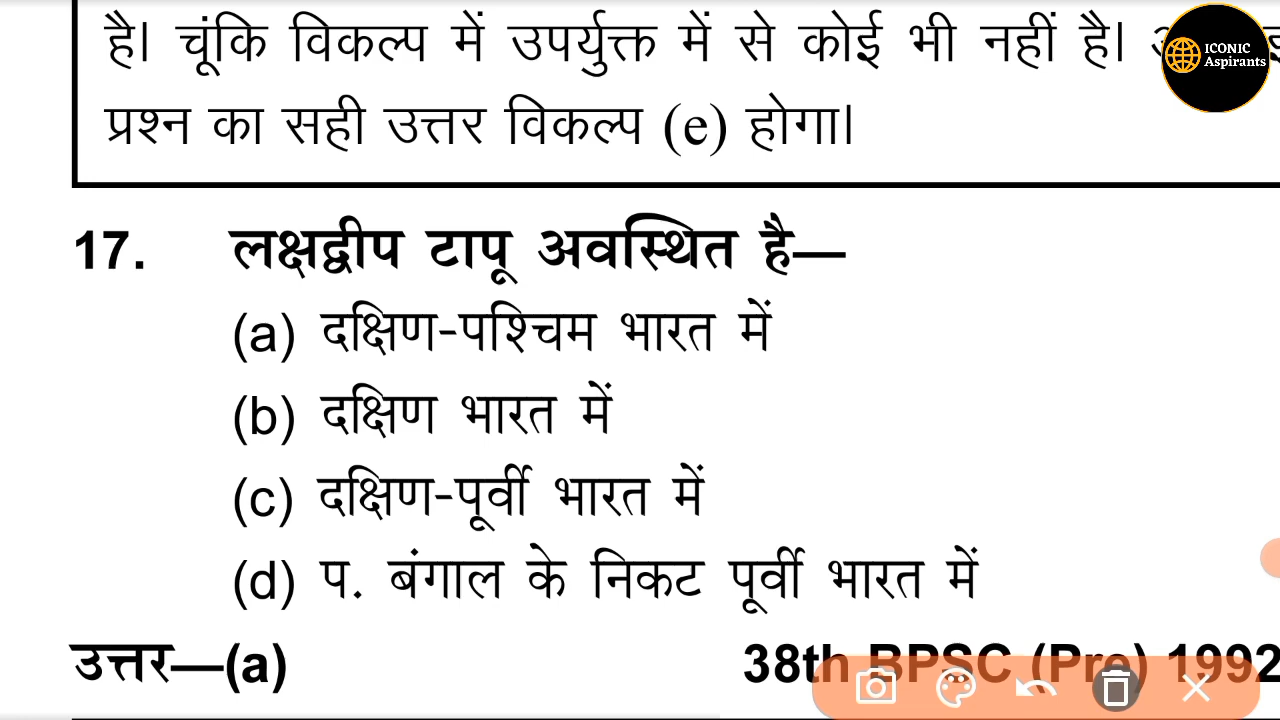 है। चूंकि विकल्प में उपर्युक्त में से कोई भी नहीं है।
ICONIC
Aspirants
प्रश्न का सही उत्तर विकल्प (e) होगा।
17. लक्षद्वीप टापू अवस्थित है—
(a) दक्षिण-पश्चिम भारत में
(b) दक्षिण भारत में
(c) दक्षिण-पूर्वी भारत में
(d) प. बंगाल के निकट पूर्वी भारत में
उत्तर—(a) 38th BPSC (Pre) 1992